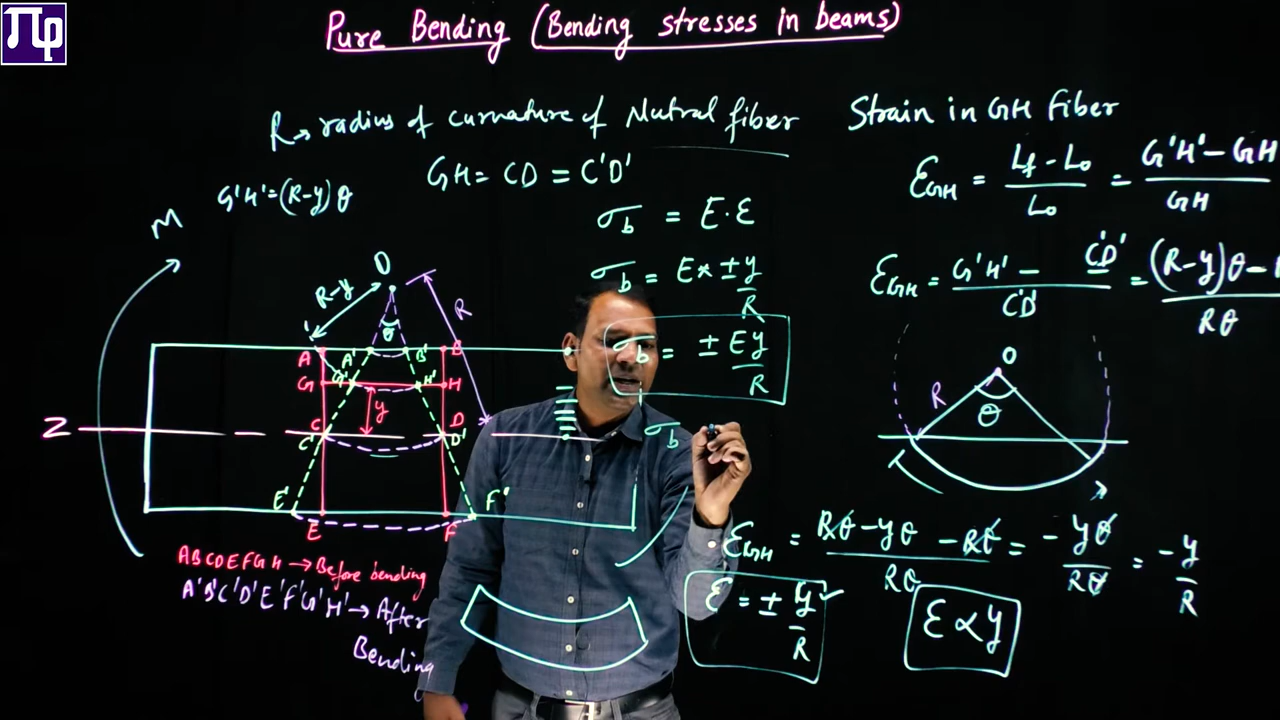 πφ
Pure Bending (Bending stresses in beams)
R → radius of curvature of Nutral fiber
GH = CD = C'D'
G'H' = (R-y) θ
M
O
R-y
θ
R
A A' B' B
G G' H' H
y
Z
C D
C' D'
E' F'
E F
ABCDEFGH → Before bending
A'B'C'D'E'F'G'H' → After
Bending
σb = E·ε
σb = E* ± y/R
σb = ± Ey/R
σb
Strain in GH Fiber
εGH = Lf - Lo / Lo = G'H' - GH / GH
εGH = G'H' - C'D' / C'D' = (R-y)θ - / Rθ
O
R
θ
εGH = Rθ - yθ - Rθ / Rθ = - yθ / Rθ = - y / R
ε = ± y/R
ε ∝ y